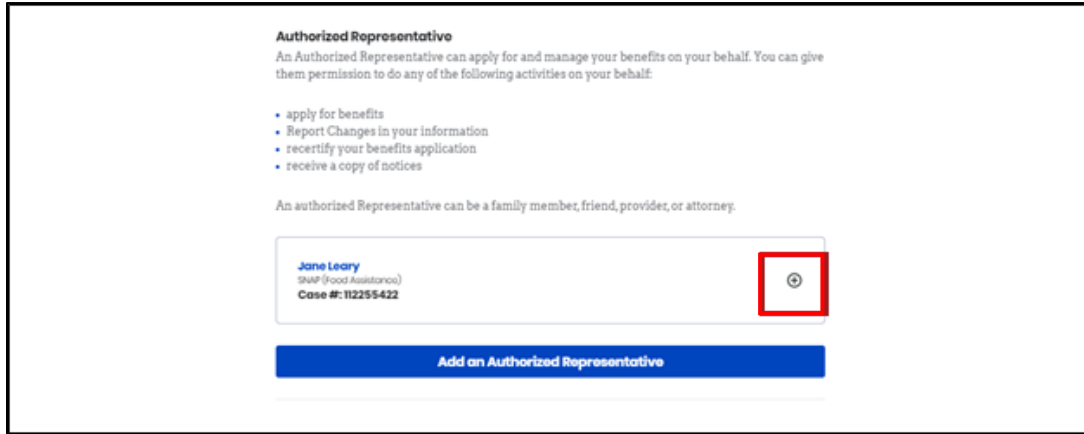 Authorized Representative
An Authorized Representative can apply for and manage your benefits on your behalf. You can give
them permission to do any of the following activities on your behalf:
• apply for benefits
• Report Changes in your information
• recertify your benefits application
• receive a copy of notices
An authorized Representative can be a family member, friend, provider, or attorney.
Jane Leary
SNAP (Food Assistance)
Case #: 112255422
Add an Authorized Representative